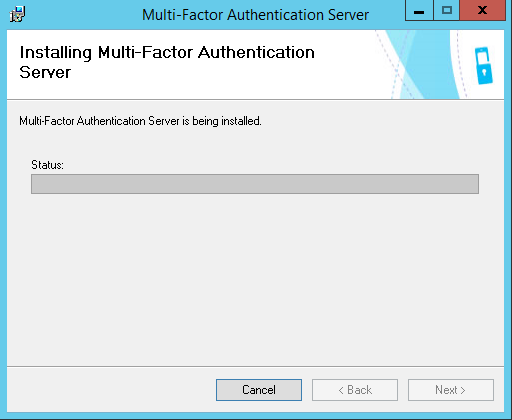 Multi-Factor Authentication Server
Installing Multi-Factor Authentication
Server
Multi-Factor Authentication Server is being installed.
Status:
Cancel
< Back
Next >